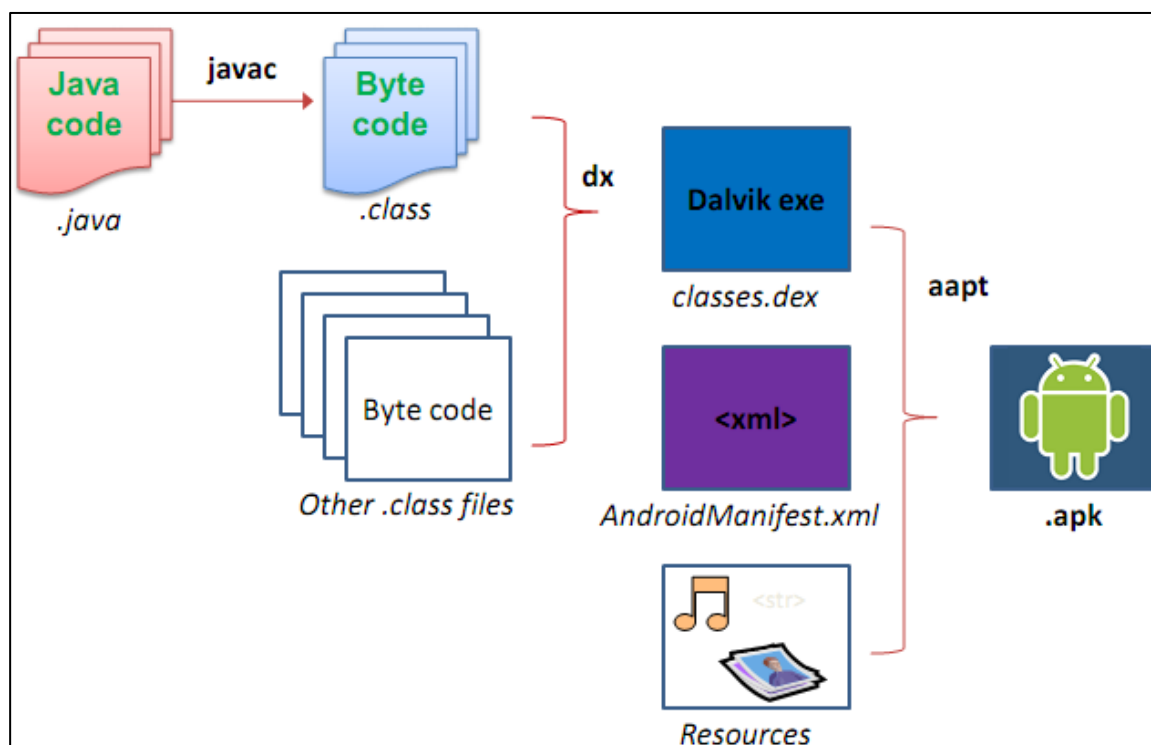 Java
code
.java
javac
Byte
code
.class
Byte code
Other .class files
dx
Dalvik exe
classes.dex
<xml>
AndroidManifest.xml
<str>
Resources
aapt
.apk